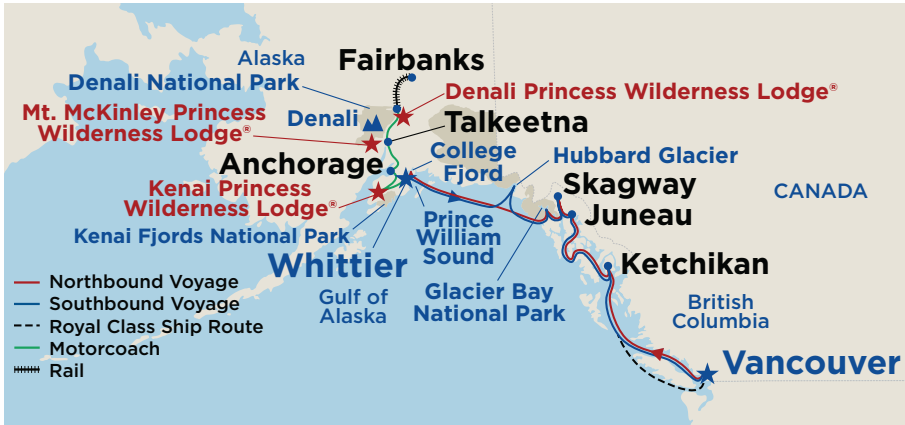 Alaska
Fairbanks
Denali National Park
Denali Princess Wilderness Lodge®
Mt. McKinley Princess
Wilderness Lodge®
Denali
Talkeetna
Anchorage
College
Fjord
Hubbard Glacier
Kenai Princess
Wilderness Lodge®
Skagway
CANADA
Juneau
Kenai Fjords National Park
Prince
William
Sound
Whittier
Ketchikan
Glacier Bay
National Park
Gulf of
Alaska
British
Columbia
Vancouver
Northbound Voyage
Southbound Voyage
Royal Class Ship Route
Motorcoach
Rail